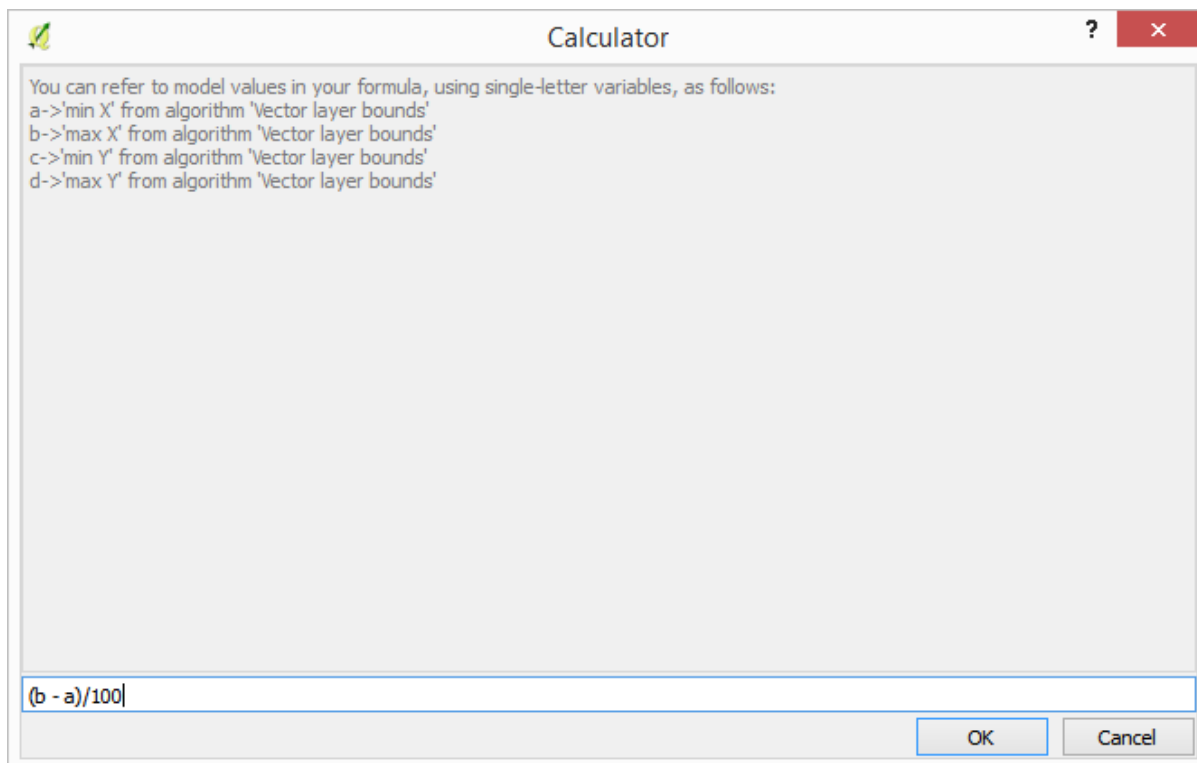 Calculator
?
×
You can refer to model values in your formula, using single-letter variables, as follows:
a->'min X' from algorithm 'Vector layer bounds'
b->'max X' from algorithm 'Vector layer bounds'
c->'min Y' from algorithm 'Vector layer bounds'
d->'max Y' from algorithm 'Vector layer bounds'
(b - a)/100
OK
Cancel